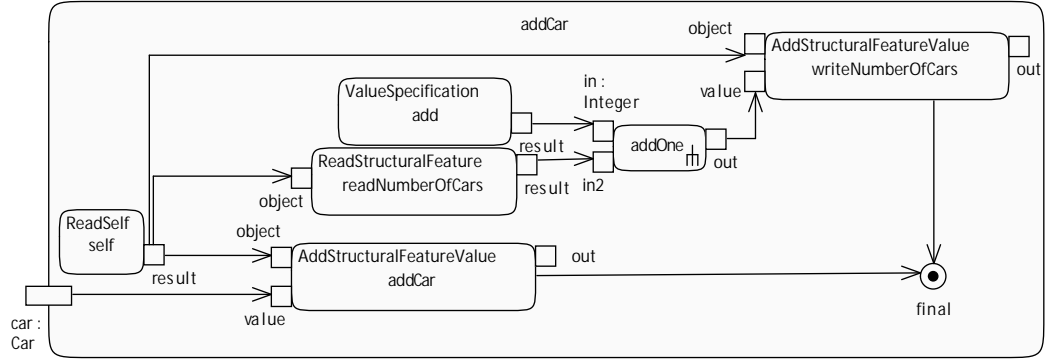 addCar
object
AddStructuralFeatureValue
writeNumberOfCars
out
value
ValueSpecification
add
result
in :
Integer
addOne
out
ReadStructuralFeature
readNumberOfCars
object
result
in2
ReadSelf
self
result
object
AddStructuralFeatureValue
addCar
out
value
car :
Car
final